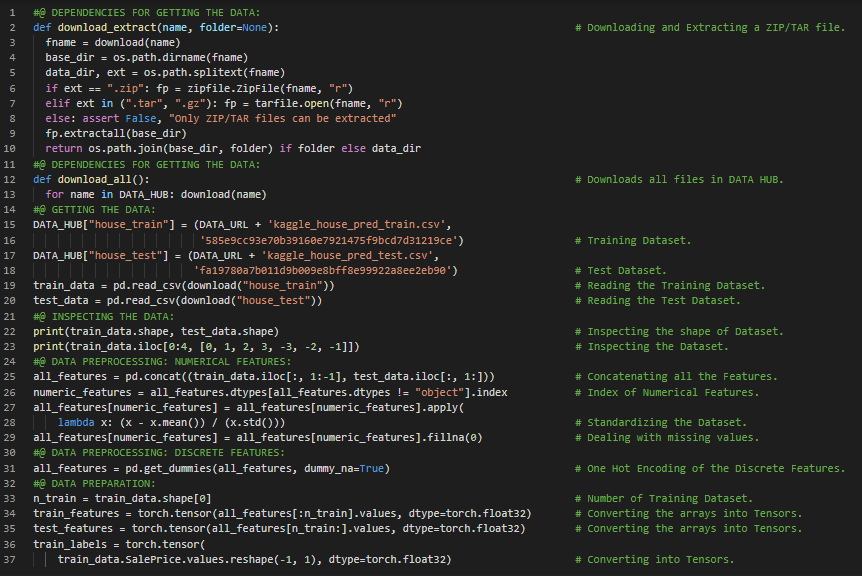 1 #@ DEPENDENCIES FOR GETTING THE DATA:
2 def download_extract(name, folder=None): # Downloading and Extracting a ZIP/TAR file.
3 fname = download(name)
4 base_dir = os.path.dirname(fname)
5 data_dir, ext = os.path.splitext(fname)
6 if ext == ".zip": fp = zipfile.ZipFile(fname, "r")
7 elif ext in (".tar", ".gz"): fp = tarfile.open(fname, "r")
8 else: assert False, "Only ZIP/TAR files can be extracted"
9 fp.extractall(base_dir)
10 return os.path.join(base_dir, folder) if folder else data_dir
11 #@ DEPENDENCIES FOR GETTING THE DATA:
12 def download_all(): # Downloads all files in DATA HUB.
13 for name in DATA_HUB: download(name)
14 #@ GETTING THE DATA:
15 DATA_HUB["house_train"] = (DATA_URL + 'kaggle_house_pred_train.csv',
16 '585e9cc93e70b39160e7921475f9bcd7d31219ce') # Training Dataset.
17 DATA_HUB["house_test"] = (DATA_URL + 'kaggle_house_pred_test.csv',
18 'fa19780a7b011d9b009e8bff8e99922a8ee2eb90') # Test Dataset.
19 train_data = pd.read_csv(download("house_train")) # Reading the Training Dataset.
20 test_data = pd.read_csv(download("house_test")) # Reading the Test Dataset.
21 #@ INSPECTING THE DATA:
22 print(train_data.shape, test_data.shape) # Inspecting the shape of Dataset.
23 print(train_data.iloc[0:4, [0, 1, 2, 3, -3, -2, -1]]) # Inspecting the Dataset.
24 #@ DATA PREPROCESSING: NUMERICAL FEATURES:
25 all_features = pd.concat((train_data.iloc[:, 1:-1], test_data.iloc[:, 1:])) # Concatenating all the Features.
26 numeric_features = all_features.dtypes[all_features.dtypes != "object"].index # Index of Numerical Features.
27 all_features[numeric_features] = all_features[numeric_features].apply(
28 lambda x: (x - x.mean()) / (x.std())) # Standardizing the Dataset.
29 all_features[numeric_features] = all_features[numeric_features].fillna(0) # Dealing with missing values.
30 #@ DATA PREPROCESSING: DISCRETE FEATURES:
31 all_features = pd.get_dummies(all_features, dummy_na=True) # One Hot Encoding of the Discrete Features.
32 #@ DATA PREPARATION:
33 n_train = train_data.shape[0] # Number of Training Dataset.
34 train_features = torch.tensor(all_features[:n_train].values, dtype=torch.float32) # Converting the arrays into Tensors.
35 test_features = torch.tensor(all_features[n_train:].values, dtype=torch.float32) # Converting the arrays into Tensors.
36 train_labels = torch.tensor(
37 train_data.SalePrice.values.reshape(-1, 1), dtype=torch.float32) # Converting into Tensors.